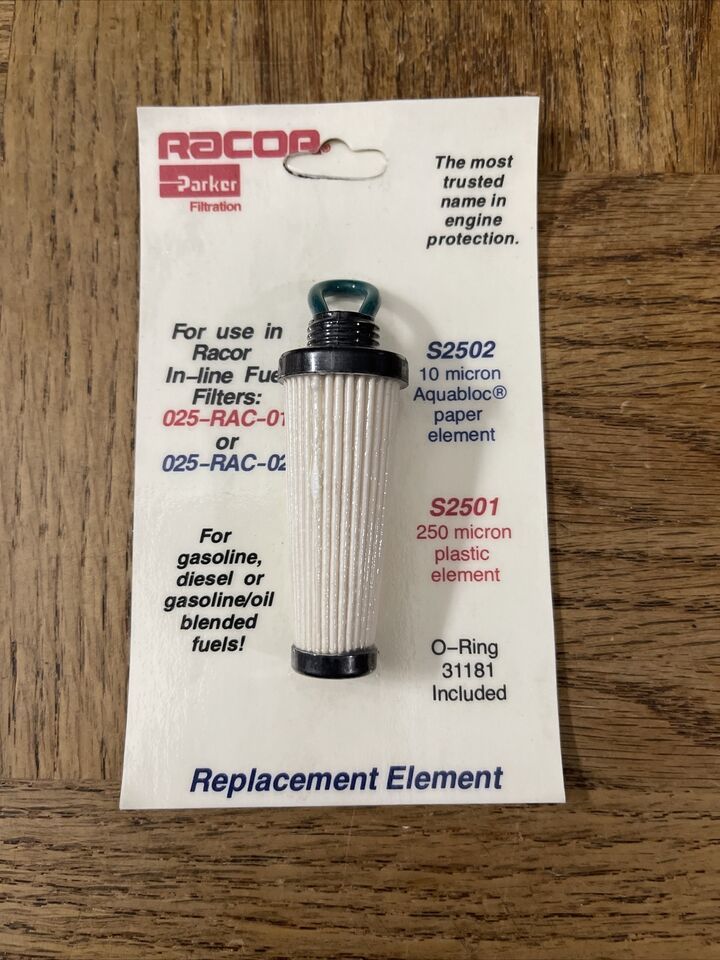 RACOR®
Parker
Filtration
The most
trusted
name in
engine
protection.
For use in
Racor
In-line Fue
Filters:
025-RAC-01
or
025-RAC-02
For
gasoline,
diesel or
gasoline/oil
blended
fuels!
S2502
10 micron
Aquabloc®
paper
element
S2501
250 micron
plastic
element
O-Ring
31181
Included
Replacement Element